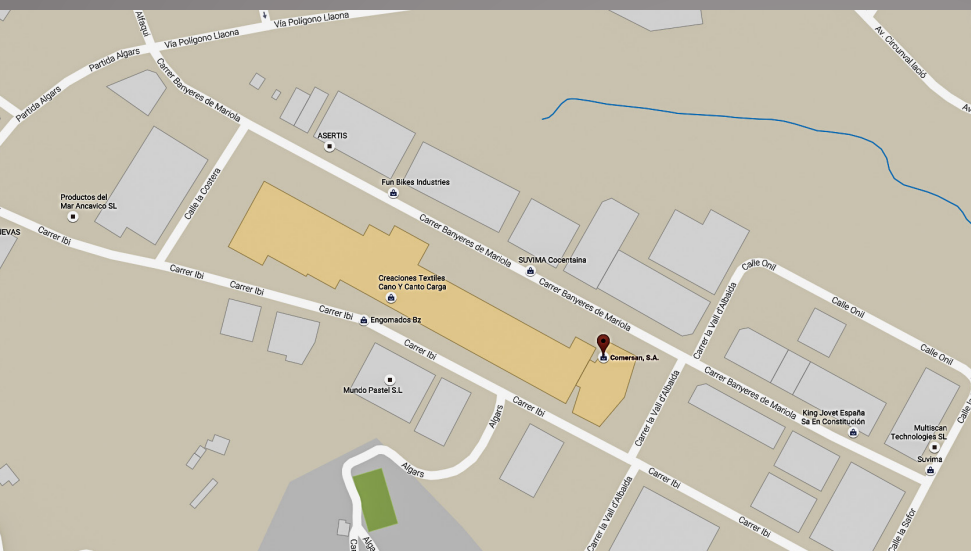 Alfaqui
Via Polígono Llaona
Via Polígono Llaona
Av. Circunvalació
Partida Algars
Partida Algars
Carrer Banyeres de Mariola
ASERTIS
Fun Bikes Industries
Calle la Costera
Productos del
Mar Ancavico SL
Carrer Ibi
Carrer Banyeres de Mariola
SUVIMA Cocentaina
Calle Onil
Carrer Ibi
Creaciones Textiles
Cano Y Canto Carga
Carrer Ibi
Carrer Banyeres de Mariola
Carrer la Vall d'Albaida
Calle Onil
Carrer Ibi
Engomados Bz
Carrer Ibi
Comersan, S.A.
Calle Onil
Mundo Pastel S.L
Carrer la Vall d'Albaida
Carrer Banyeres de Mariola
Algars
Carrer Ibi
King Jovet España
Sa En Constitución
Multiscan
Technologies SL
Suvima
Algars
Carrer Ibi
Carrer la Vall d'Albaida
Carrer Ibi
Calle la Safor